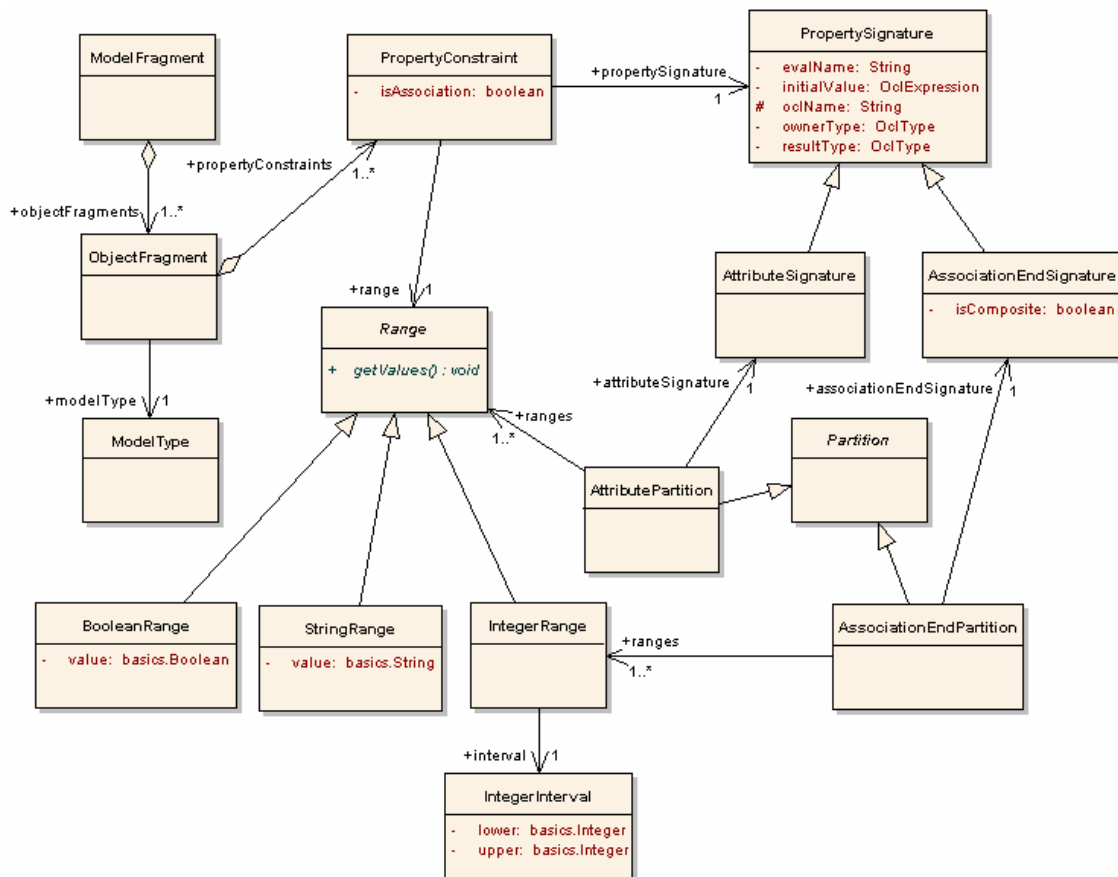 ModelFragment
PropertyConstraint
- isAssociation: boolean
+propertySignature
1
PropertySignature
- evalName: String
- initialValue: OclExpression
# oclName: String
- ownerType: OclType
- resultType: OclType
+propertyConstraints
1..*
+objectFragments
1..*
ObjectFragment
AttributeSignature
AssociationEndSignature
- isComposite: boolean
+range
1
Range
+ getValues() : void
+attributeSignature
1
+associationEndSignature
1
+modelType
1
ModelType
+ranges
1..*
Partition
AttributePartition
BooleanRange
- value: basics.Boolean
StringRange
- value: basics.String
IntegerRange
+ranges
1..*
AssociationEndPartition
+interval
1
IntegerInterval
- lower: basics.Integer
- upper: basics.Integer